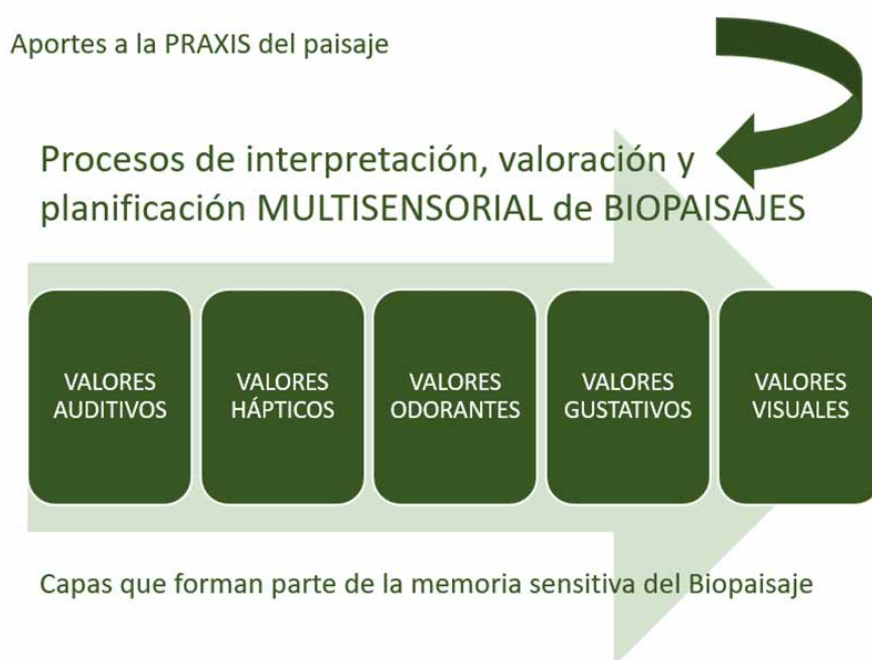 Aportes a la PRAXIS del paisaje
Procesos de interpretación, valoración y
planificación MULTISENSORIAL de BIOPAISAJES
VALORES
AUDITIVOS
VALORES
HÁPTICOS
VALORES
ODORANTES
VALORES
GUSTATIVOS
VALORES
VISUALES
Capas que forman parte de la memoria sensitiva del Biopaisaje